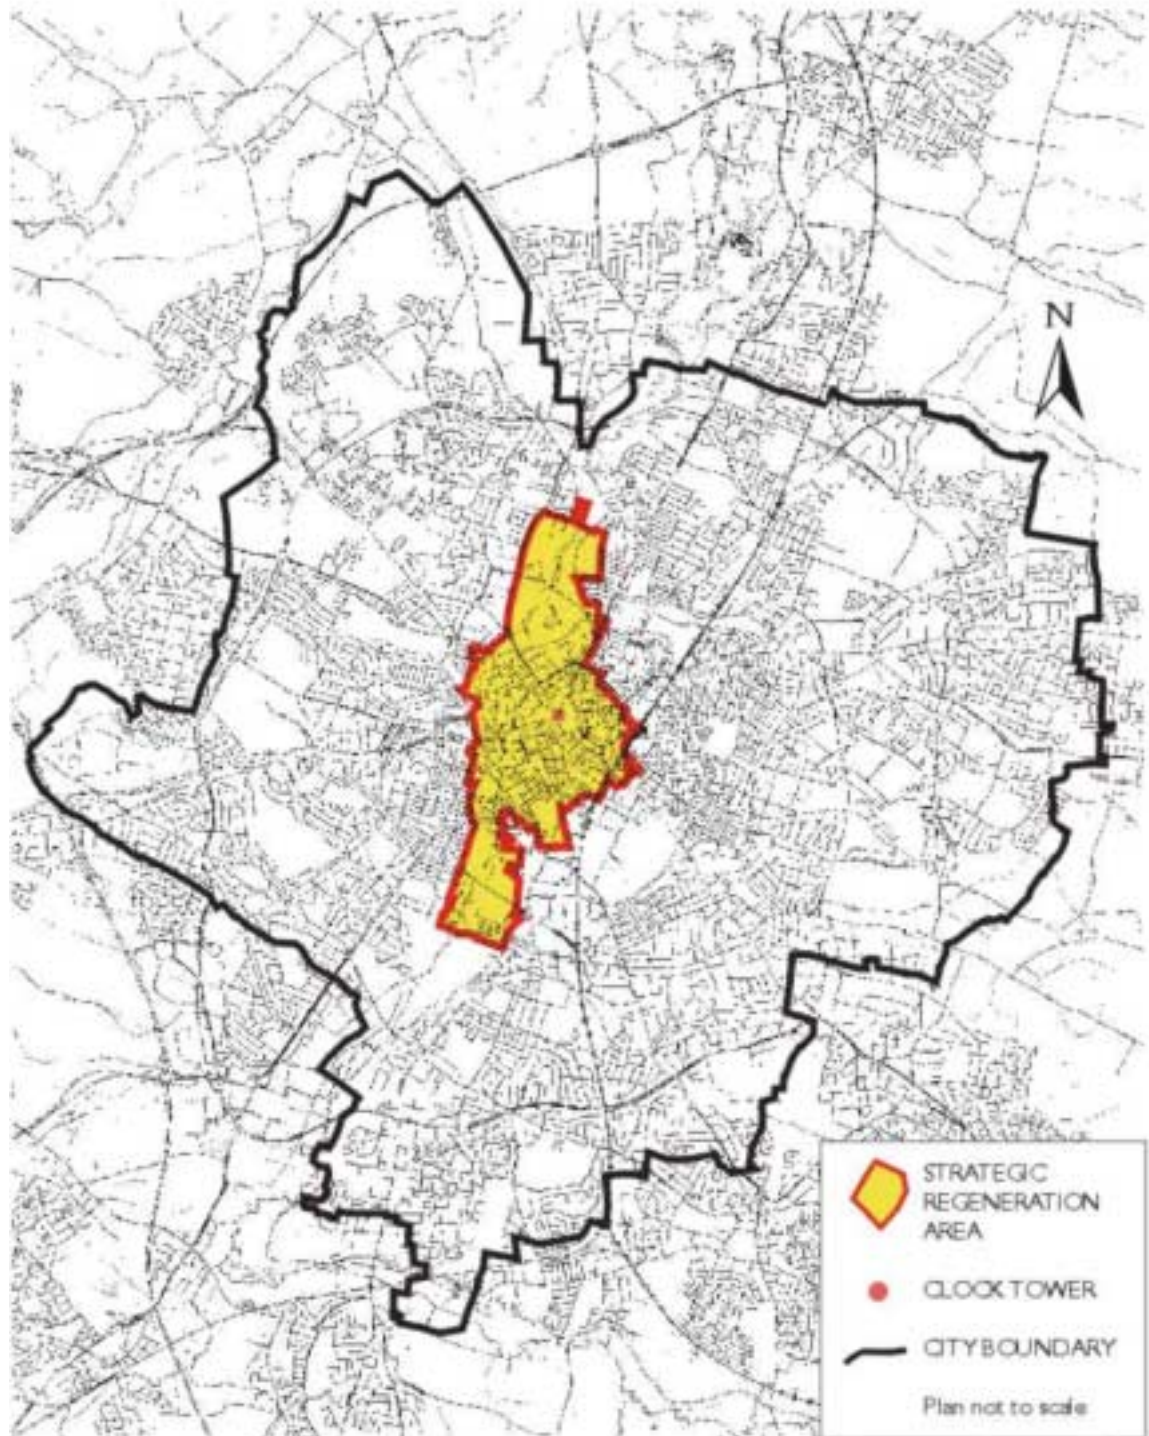 N
STRATEGIC
REGENERATION
AREA
CLOCK TOWER
CITY BOUNDARY
Plan not to scale